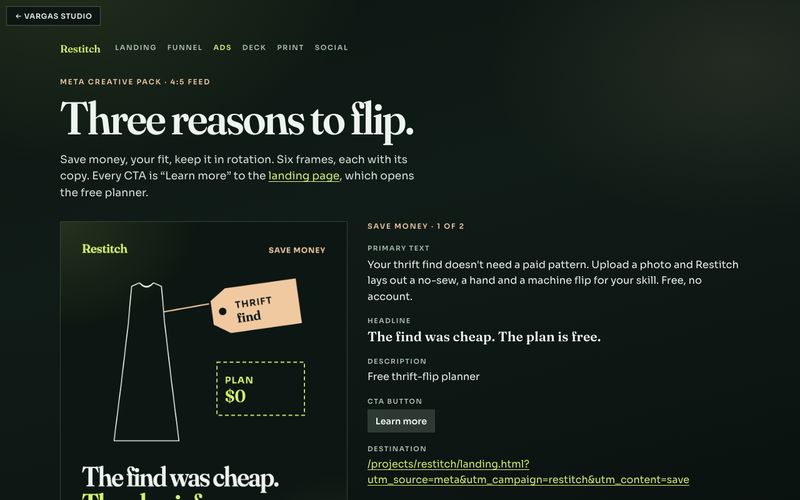 ← VARGAS STUDIO
Restitch LANDING FUNNEL ADS DECK PRINT SOCIAL
META CREATIVE PACK · 4:5 FEED
Three reasons to flip.
Save money, your fit, keep it in rotation. Six frames, each with its
copy. Every CTA is “Learn more” to the landing page, which opens
the free planner.
Restitch
SAVE MONEY
THRIFT
find
PLAN
$0
The find was cheap.
SAVE MONEY · 1 OF 2
PRIMARY TEXT
Your thrift find doesn't need a paid pattern. Upload a photo and Restitch
lays out a no-sew, a hand and a machine flip for your skill. Free, no
account.
HEADLINE
The find was cheap. The plan is free.
DESCRIPTION
Free thrift-flip planner
CTA BUTTON
Learn more
DESTINATION
/projects/restitch/landing.html?
utm_source=meta&utm_campaign=restitch&utm_content=save